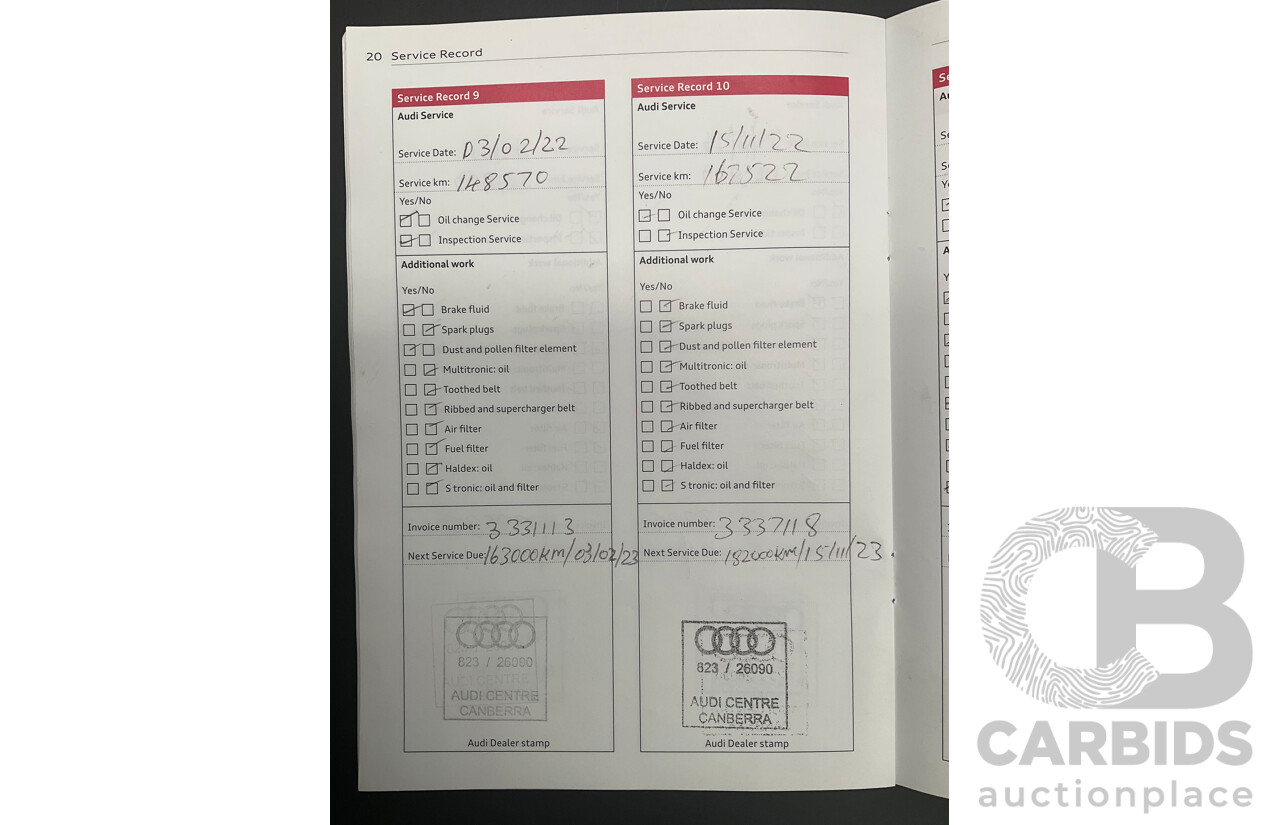 20 Service Record
Service Record 9
Audi Service
Service Date: 03/02/22
Service km: 148570
Yes/No
Oil change Service
Inspection Service
Additional work
Yes/No
Brake fluid
Spark plugs
Dust and pollen filter element
Multitronic: oil
Toothed belt
Ribbed and supercharger belt
Air filter
Fuel filter
Haldex: oil
S tronic: oil and filter
Invoice number: 3331113
Next Service Due: 163000km/03/02/23
823 / 26090
AUDI CENTRE
CANBERRA
Audi Dealer stamp
Service Record 10
Audi Service
Service Date: 15/11/22
Service km: 167522
Yes/No
Oil change Service
Inspection Service
Additional work
Yes/No
Brake fluid
Spark plugs
Dust and pollen filter element
Multitronic: oil
Toothed belt
Ribbed and supercharger belt
Air filter
Fuel filter
Haldex: oil
S tronic: oil and filter
Invoice number: 3337118
Next Service Due: 182000km/15/11/23
823 / 26090
AUDI CENTRE
CANBERRA
Audi Dealer stamp
CB
CARBIDS
auctionplace